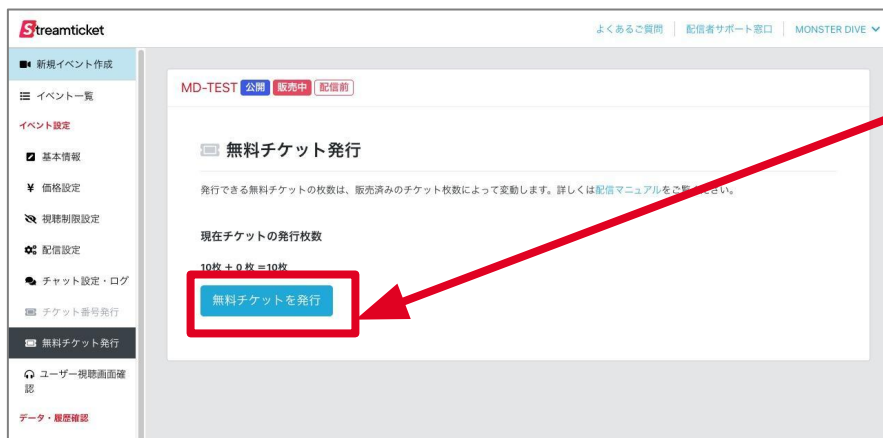 Streamticket
よくあるご質問
配信者サポート窓口
MONSTER DIVE
新規イベント作成
イベント一覧
イベント設定
基本情報
¥ 価格設定
視聴制限設定
配信設定
チャット設定・ログ
チケット番号発行
無料チケット発行
ユーザー視聴画面確
認
データ・履歴確認
MD-TEST 公開 販売中 配信前
無料チケット発行
発行できる無料チケットの枚数は、販売済みのチケット枚数によって変動します。詳しくは配信マニュアルをご覧ください。
現在チケットの発行枚数
10枚 + 0 枚 =10枚
無料チケットを発行